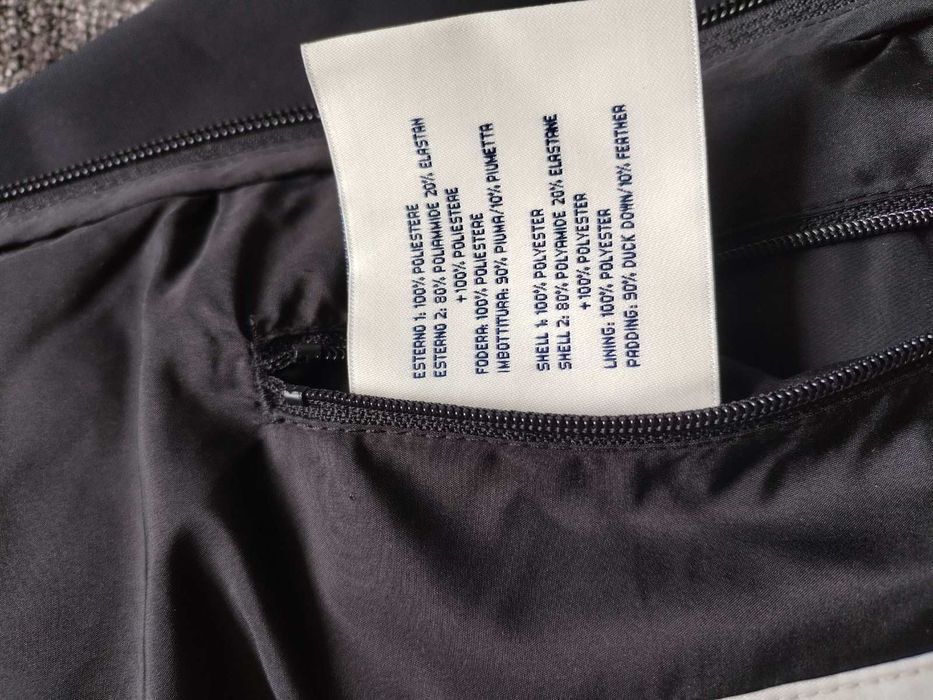 ESTERNO 1: 100% POLIESTERE
ESTERNO 2: 80% POLIAMMIDE 20% ELASTAN
+100% POLIESTERE
FODERA: 100% POLIESTERE
IMBOTTITURA: 90% PIUMA/10% PIUMETTA
SHELL 1: 100% POLYESTER
SHELL 2: 80% POLYAMIDE 20% ELASTANE
+100% POLYESTER
LINING: 100% POLYESTER
PADDING: 90% DUCK DOWN/10% FEATHER